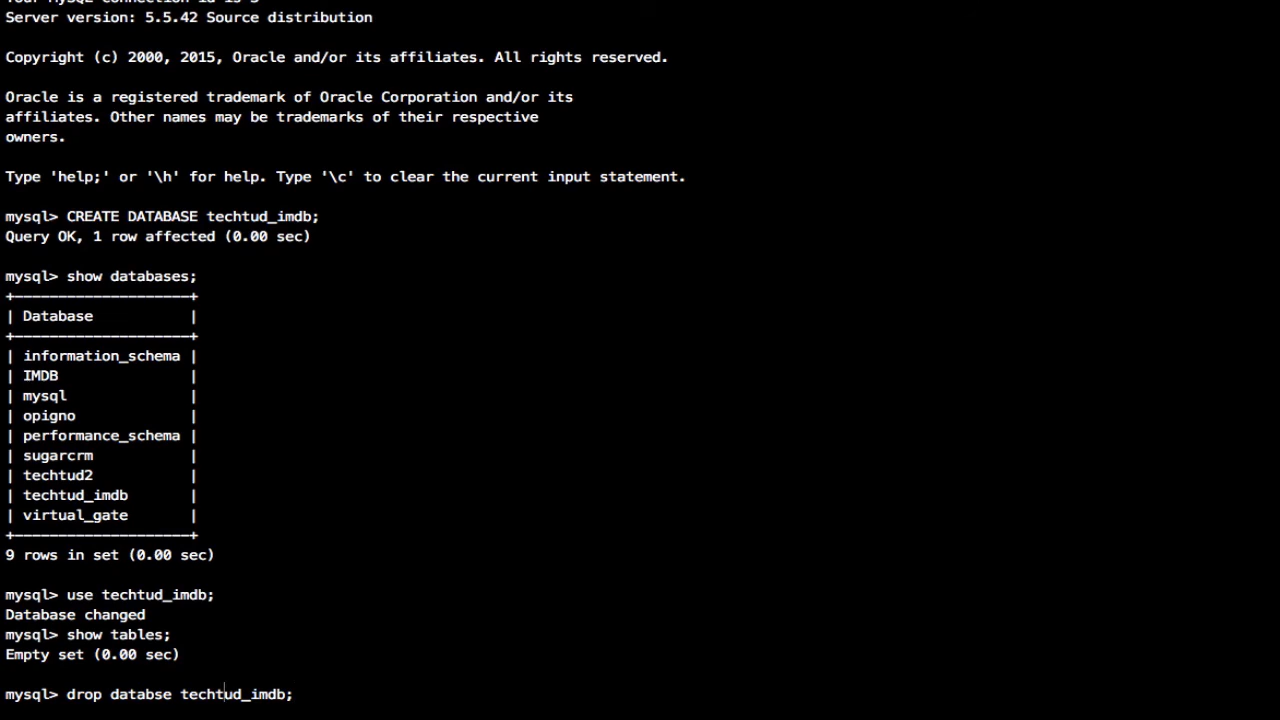 Your MySQL connection id is
Server version: 5.5.42 Source distribution
Copyright (c) 2000, 2015, Oracle and/or its affiliates. All rights reserved.
Oracle is a registered trademark of Oracle Corporation and/or its
affiliates. Other names may be trademarks of their respective
owners.
Type 'help;' or '\h' for help. Type '\c' to clear the current input statement.
mysql> CREATE DATABASE techtud_imdb;
Query OK, 1 row affected (0.00 sec)
mysql> show databases;
+--------------------+
| Database           |
+--------------------+
| information_schema |
| IMDB               |
| mysql              |
| opigno             |
| performance_schema |
| sugarcrm           |
| techtud2           |
| techtud_imdb       |
| virtual_gate       |
+--------------------+
9 rows in set (0.00 sec)
mysql> use techtud_imdb;
Database changed
mysql> show tables;
Empty set (0.00 sec)
mysql> drop databse techtud_imdb;